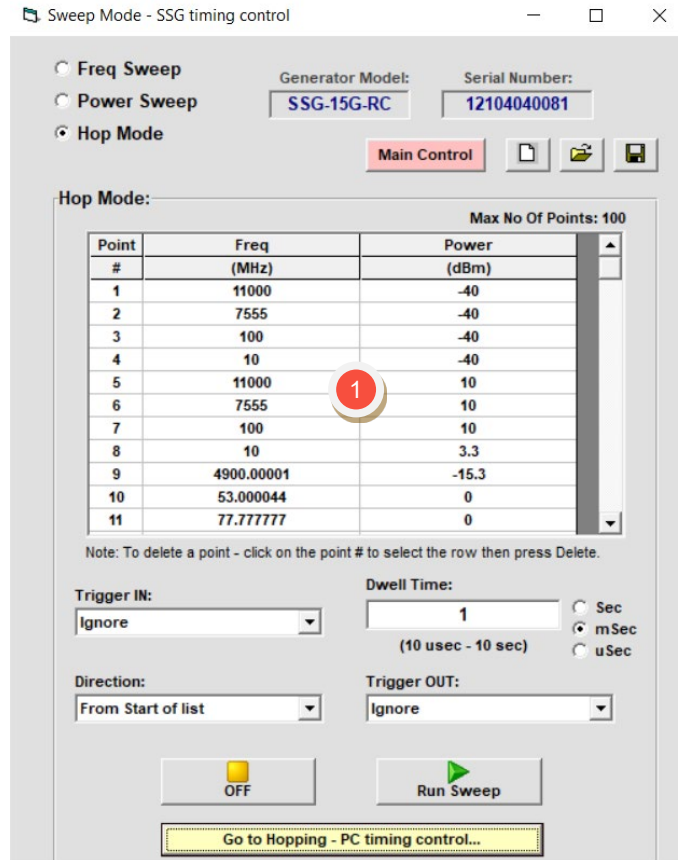 Sweep Mode - SSG timing control
Freq Sweep
Power Sweep
Hop Mode
Generator Model:
SSG-15G-RC
Serial Number:
12104040081
Main Control
Hop Mode:
Max No Of Points: 100
Point Freq Power
# (MHz) (dBm)
1 11000 -40
2 7555 -40
3 100 -40
4 10 -40
5 11000 10
1
6 7555 10
7 100 10
8 10 3.3
9 4900.00001 -15.3
10 53.000044 0
11 77.777777 0
Note: To delete a point - click on the point # to select the row then press Delete.
Trigger IN:
Ignore
Dwell Time:
1
(10 usec - 10 sec)
Sec
mSec
uSec
Direction:
From Start of list
Trigger OUT:
Ignore
OFF
Run Sweep
Go to Hopping - PC timing control...